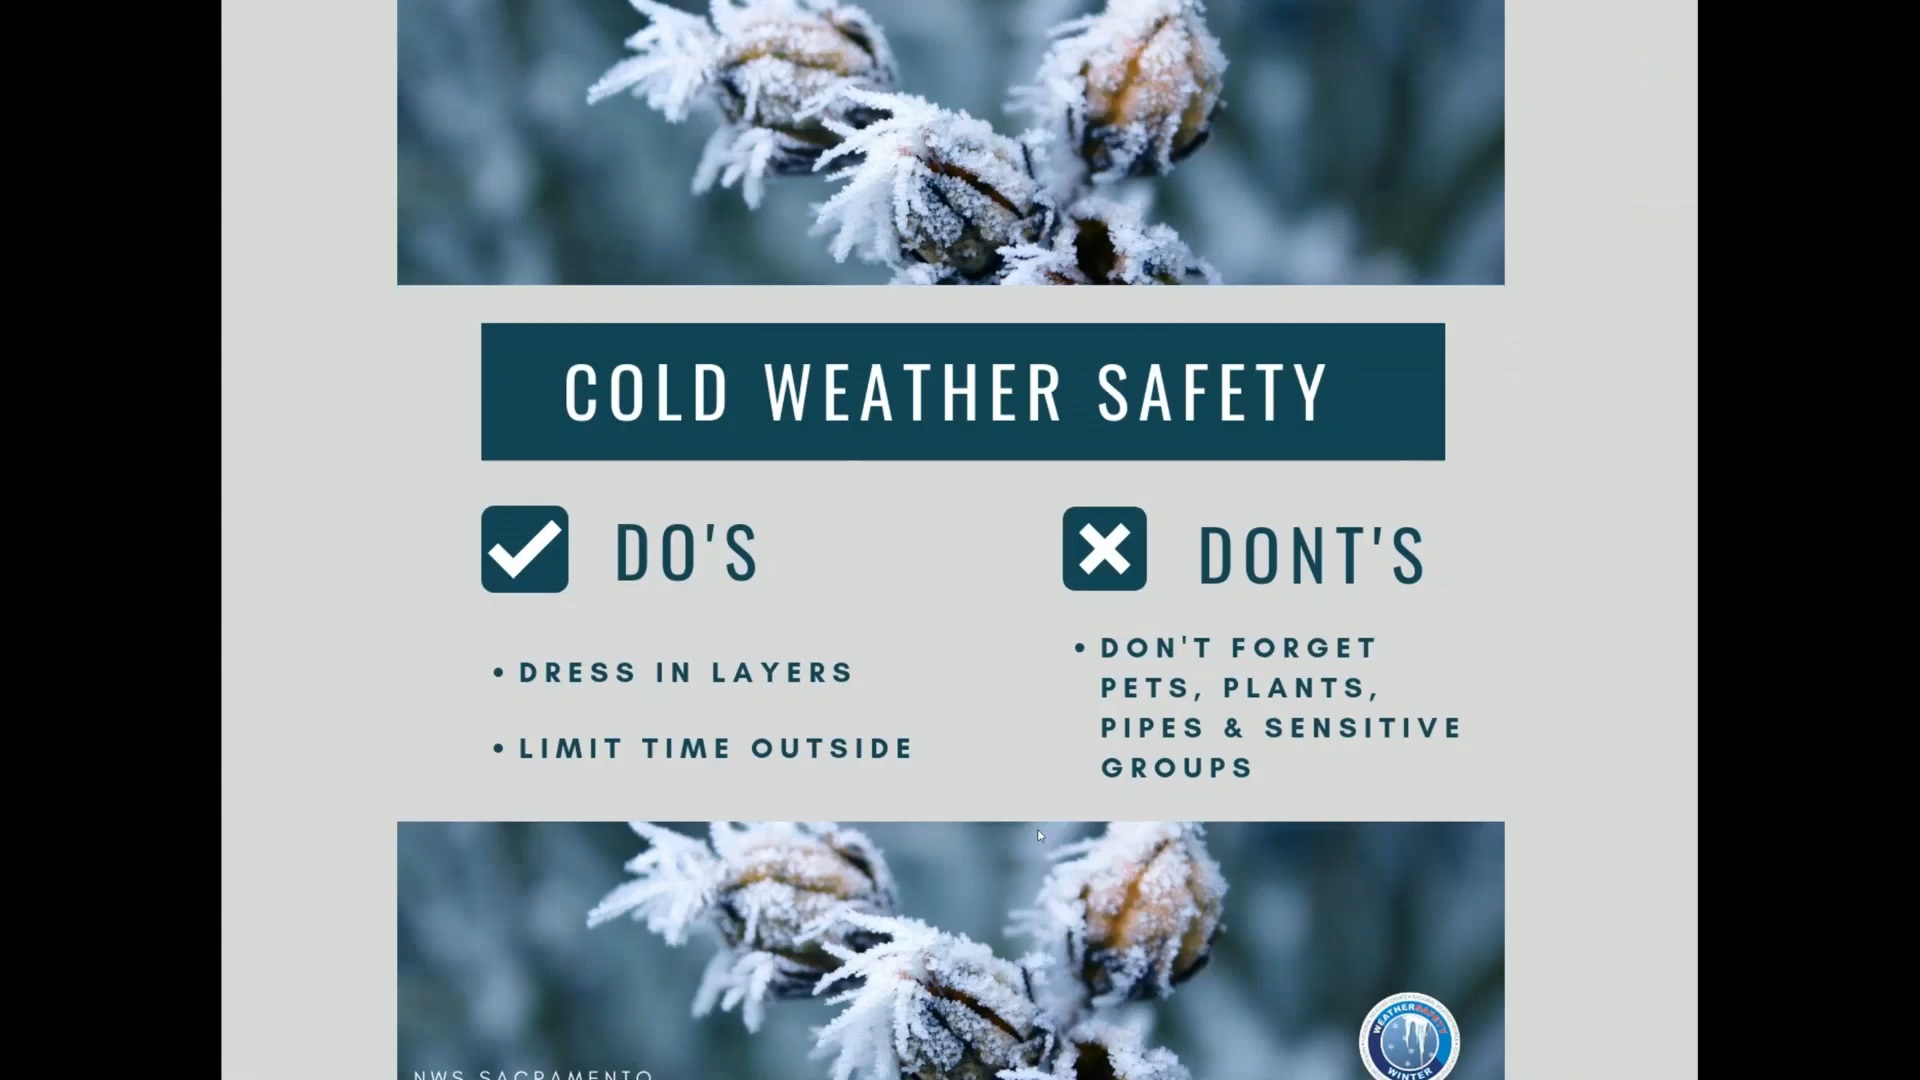 COLD WEATHER SAFETY
DO'S
DONT'S
• DRESS IN LAYERS
• LIMIT TIME OUTSIDE
• DON'T FORGET
PETS, PLANTS,
PIPES & SENSITIVE
GROUPS
NWS SACRAMENTO
WEATHER SAFETY
WINTER